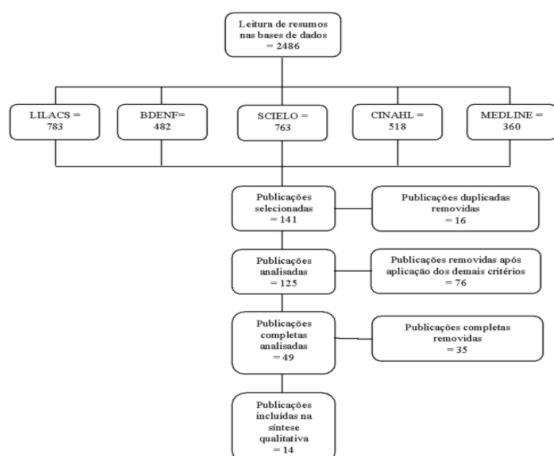 Leitura de resumos
nas bases de dados
= 2486
LILACS =
783
BDENF=
482
SCIELO =
763
CINAHL =
518
MEDLINE =
360
Publicações
selecionadas
= 141
Publicações duplicadas
removidas
= 16
Publicações
analisadas
= 125
Publicações removidas após
aplicação dos demais critérios
= 76
Publicações
completas
analisadas
= 49
Publicações completas
removidas
= 35
Publicações
incluídas na
síntese
qualitativa
= 14